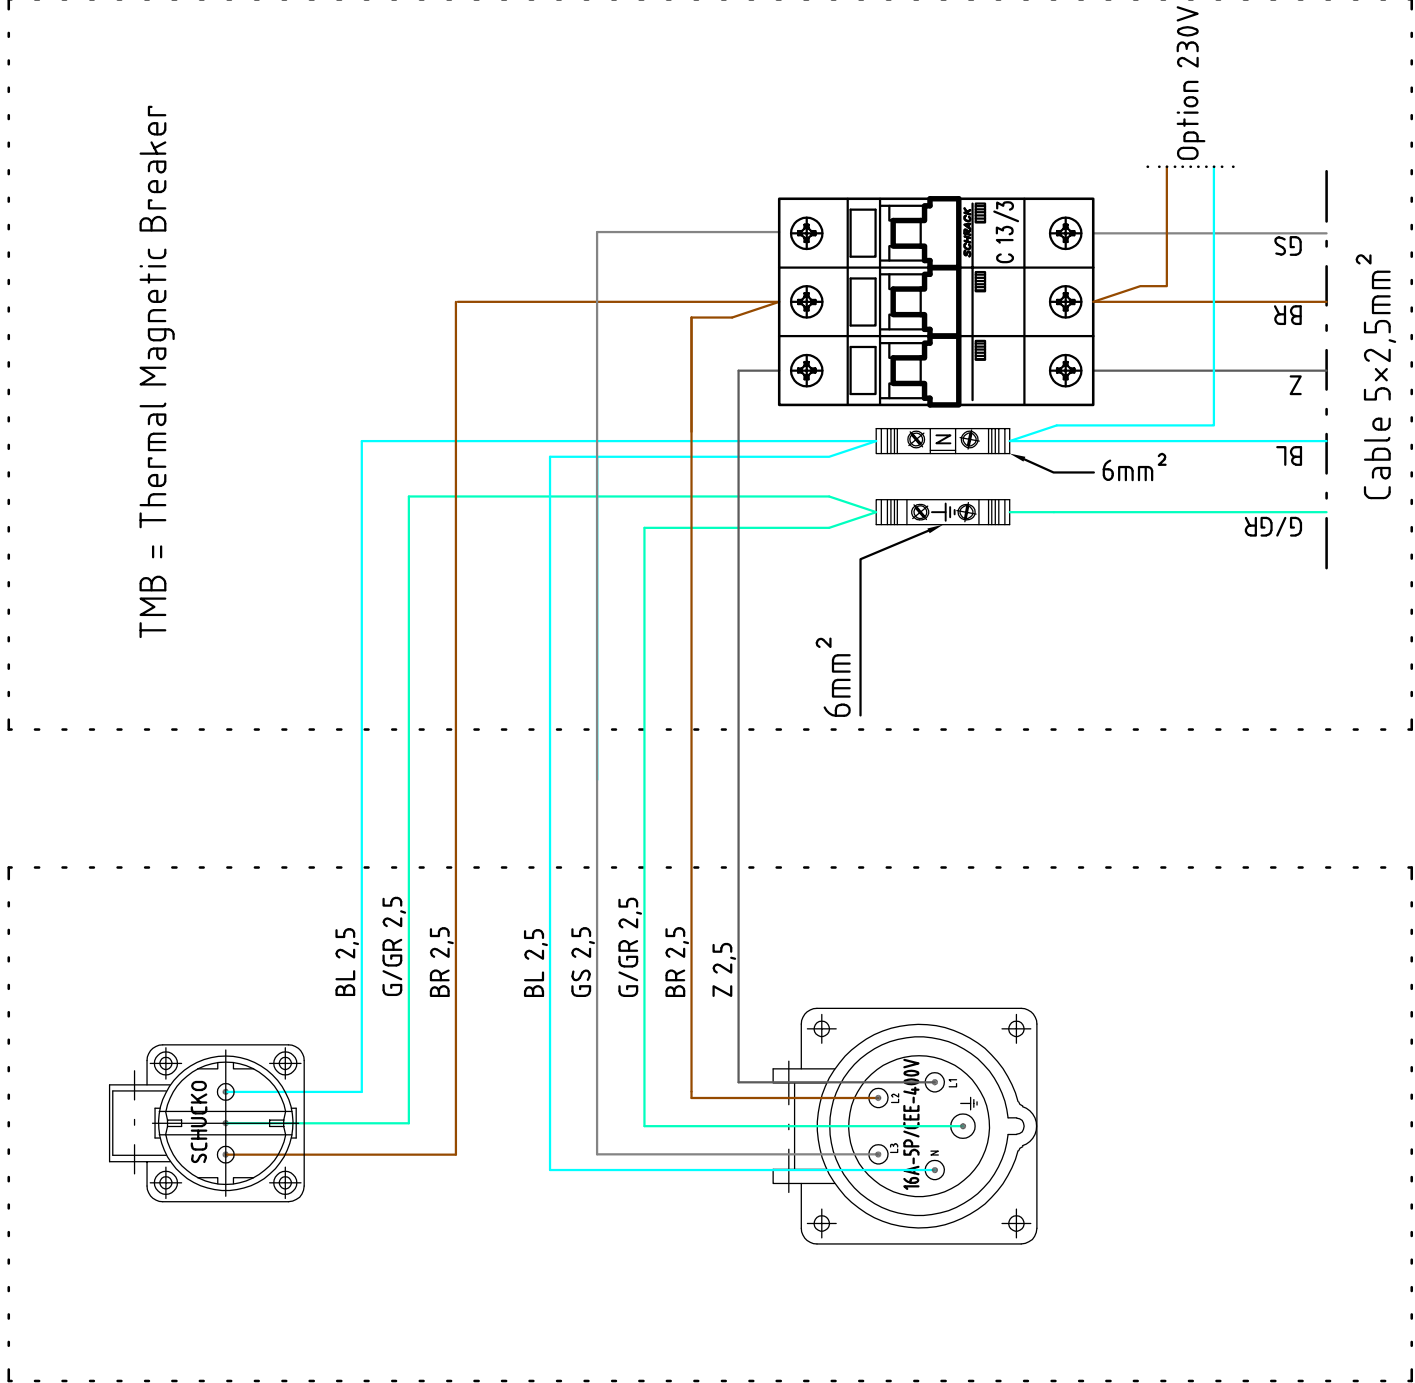 TMB = Thermal Magnetic Breaker
Option 230V
SCHRACK
C 13/3
GS
BR
Z
BL
G/GR
Cable 5×2,5mm²
N
6mm²
6mm²
BL 2,5
G/GR 2,5
BR 2,5
BL 2,5
GS 2,5
G/GR 2,5
BR 2,5
Z 2,5
SCHUCKO
16A-5P/CEE-400V
L1
L2
L3
N